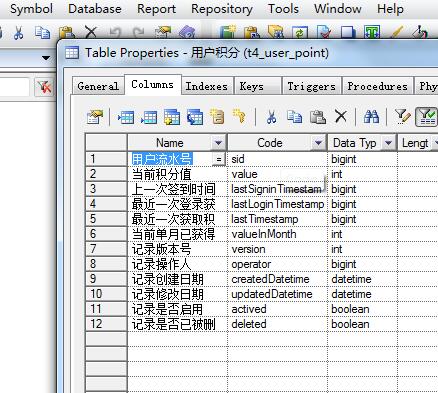 Symbol Database Report Repository Tools Window
Table Properties - 用户积分 (t4_user_point)
General Columns Indexes Keys Triggers Procedures Phy
Name Code Data Typ Lengt
1 用户流水号 = sid bigint
2 当前积分值 value int
3 上一次签到时间 lastSigninTimestam
4 最近一次登录获 lastLoginTimestamp bigint
5 最近一次获取积 lastTimestamp bigint
6 当前单月已获得 valueInMonth int
7 记录版本号 version int
8 记录操作人 operator bigint
9 记录创建日期 createdDatetime datetime
10 记录修改日期 updatedDatetime datetime
11 记录是否启用 actived boolean
12 记录是否已被删 deleted boolean